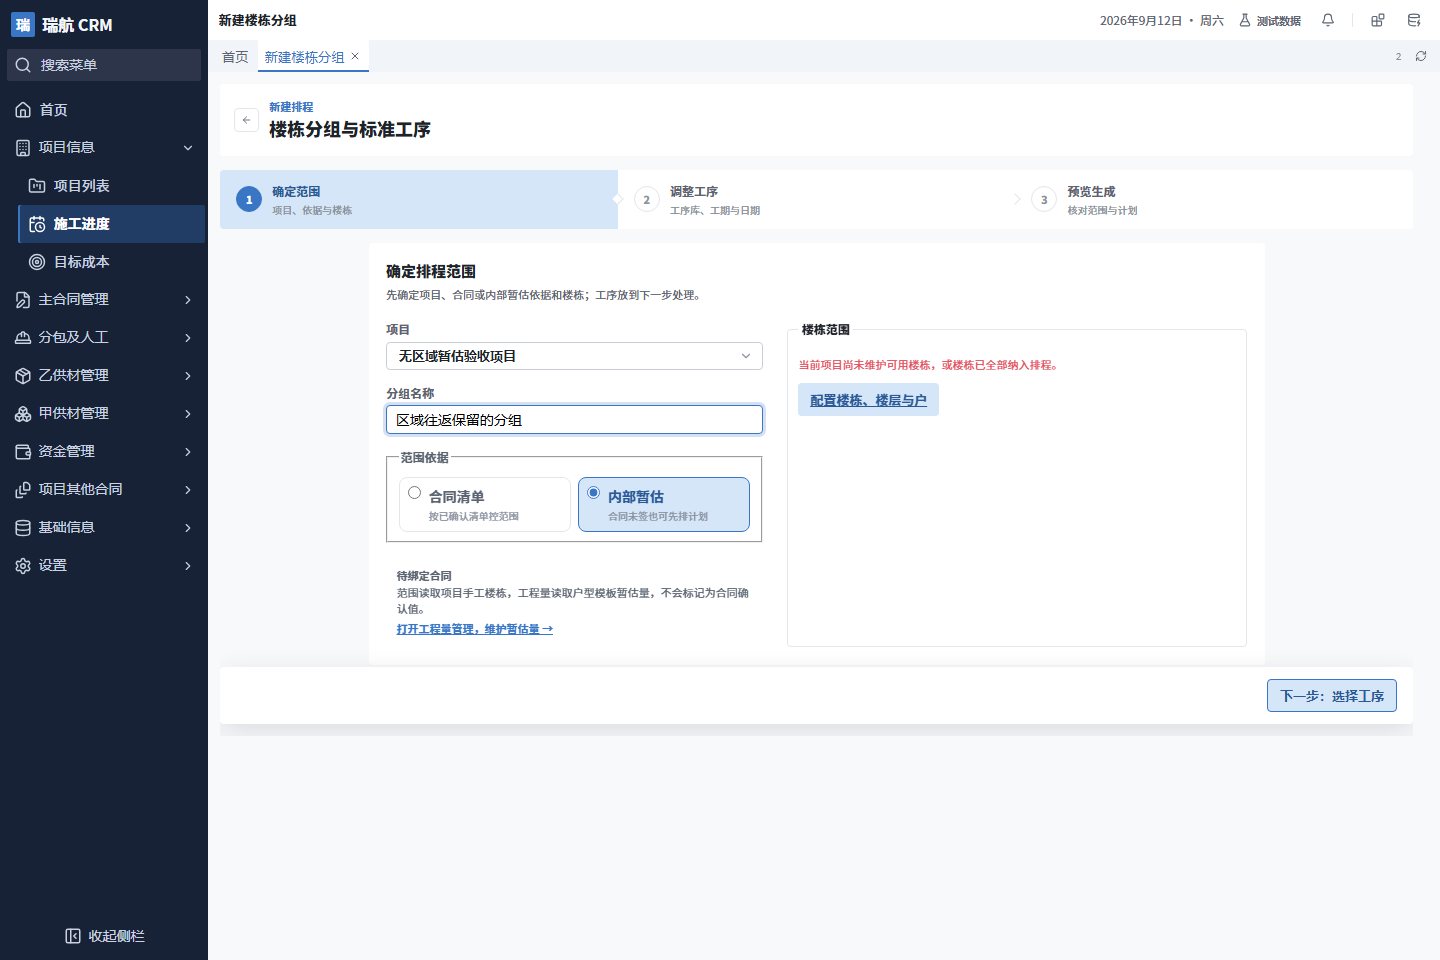 瑞 瑞航 CRM
搜索菜单
首页
项目信息
项目列表
施工进度
目标成本
主合同管理
分包及人工
乙供材管理
甲供材管理
资金管理
项目其他合同
基础信息
设置
收起侧栏
新建楼栋分组
2026年9月12日 · 周六 测试数据
首页 新建楼栋分组
2
新建排程
楼栋分组与标准工序
1 确定范围
项目、依据与楼栋
2 调整工序
工序库、工期与日期
3 预览生成
核对范围与计划
确定排程范围
先确定项目、合同或内部暂估依据和楼栋；工序放到下一步处理。
项目
无区域暂估验收项目
分组名称
区域往返保留的分组
范围依据
合同清单
按已确认清单控范围
内部暂估
合同未签也可先排计划
待绑定合同
范围读取项目手工楼栋，工程量读取户型模板暂估量，不会标记为合同确
认值。
打开工程量管理，维护暂估量 →
楼栋范围
当前项目尚未维护可用楼栋，或楼栋已全部纳入排程。
配置楼栋、楼层与户
下一步：选择工序